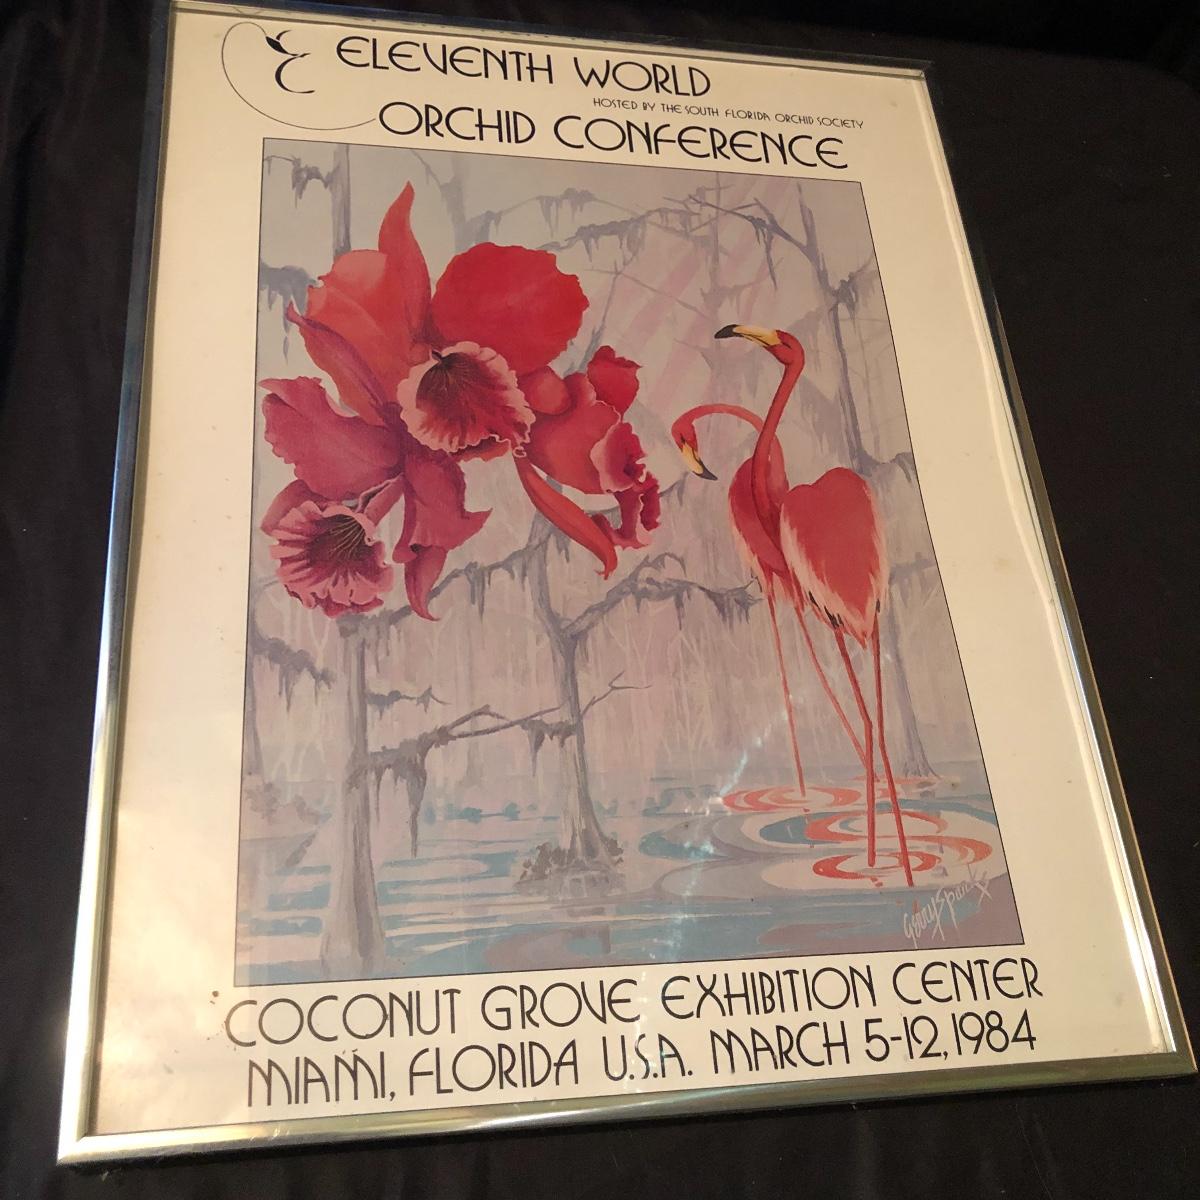 ELEVENTH WORLD
HOSTED BY THE SOUTH FLORIDA ORCHID SOCIETY
ORCHID CONFERENCE
COCONUT GROVE EXHIBITION CENTER
MIAMI, FLORIDA U.S.A. MARCH 5-12, 1984